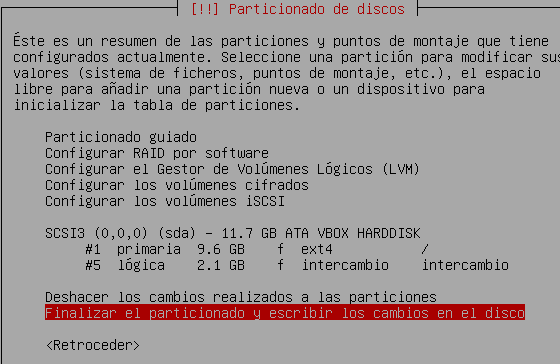 [!!] Particionado de discos
Éste es un resumen de las particiones y puntos de montaje que tiene
configurados actualmente. Seleccione una partición para modificar sus
valores (sistema de ficheros, puntos de montaje, etc.), el espacio
libre para añadir una partición nueva o un dispositivo para
inicializar la tabla de particiones.
Particionado guiado
Configurar RAID por software
Configurar el Gestor de Volúmenes Lógicos (LVM)
Configurar los volúmenes cifrados
Configurar los volúmenes iSCSI
SCSI3 (0,0,0) (sda) - 11.7 GB ATA VBOX HARDDISK
#1 primaria 9.6 GB f ext4 /
#5 lógica 2.1 GB f intercambio intercambio
Deshacer los cambios realizados a las particiones
Finalizar el particionado y escribir los cambios en el disco
<Retroceder>